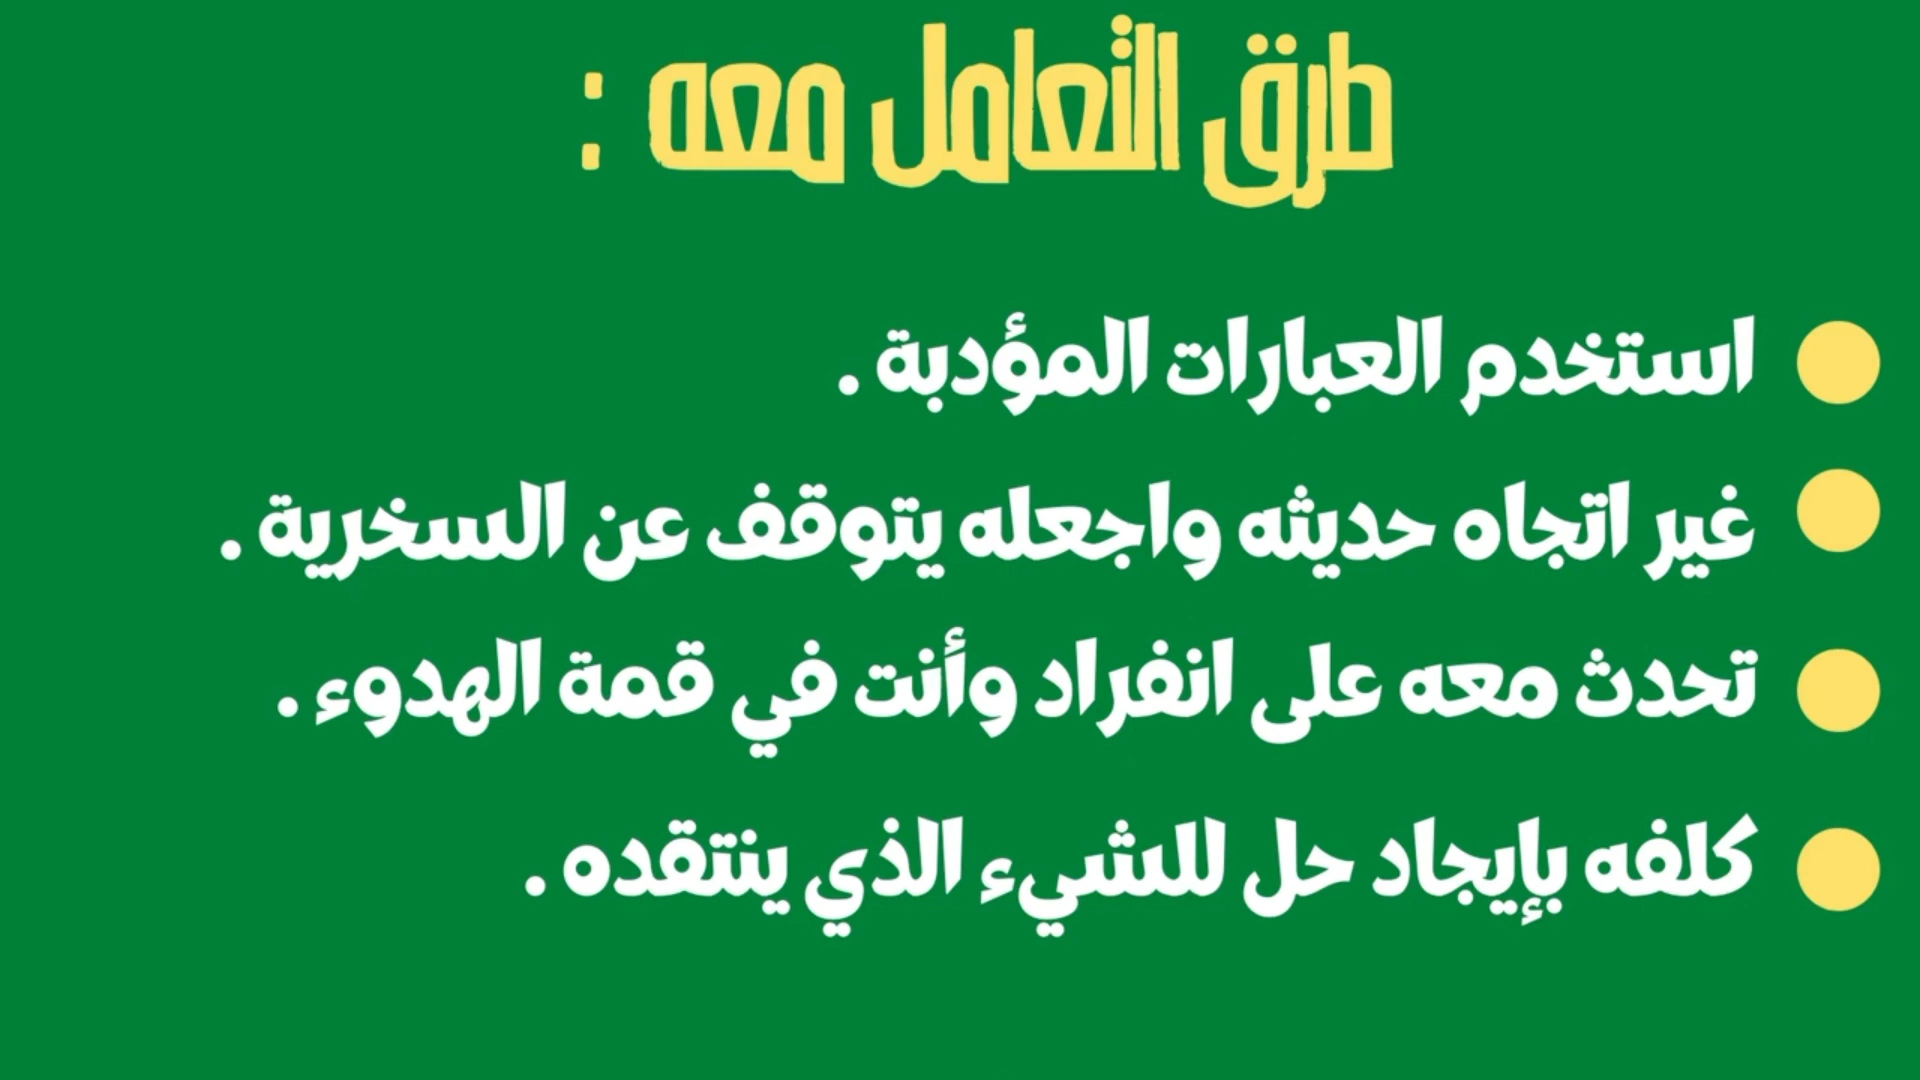 طرق التعامل معه :
استخدم العبارات المؤدبة .
غير اتجاه حديثه واجعله يتوقف عن السخرية .
تحدث معه على انفراد وأنت في قمة الهدوء .
كلفه بإيجاد حل للشيء الذي ينتقده .